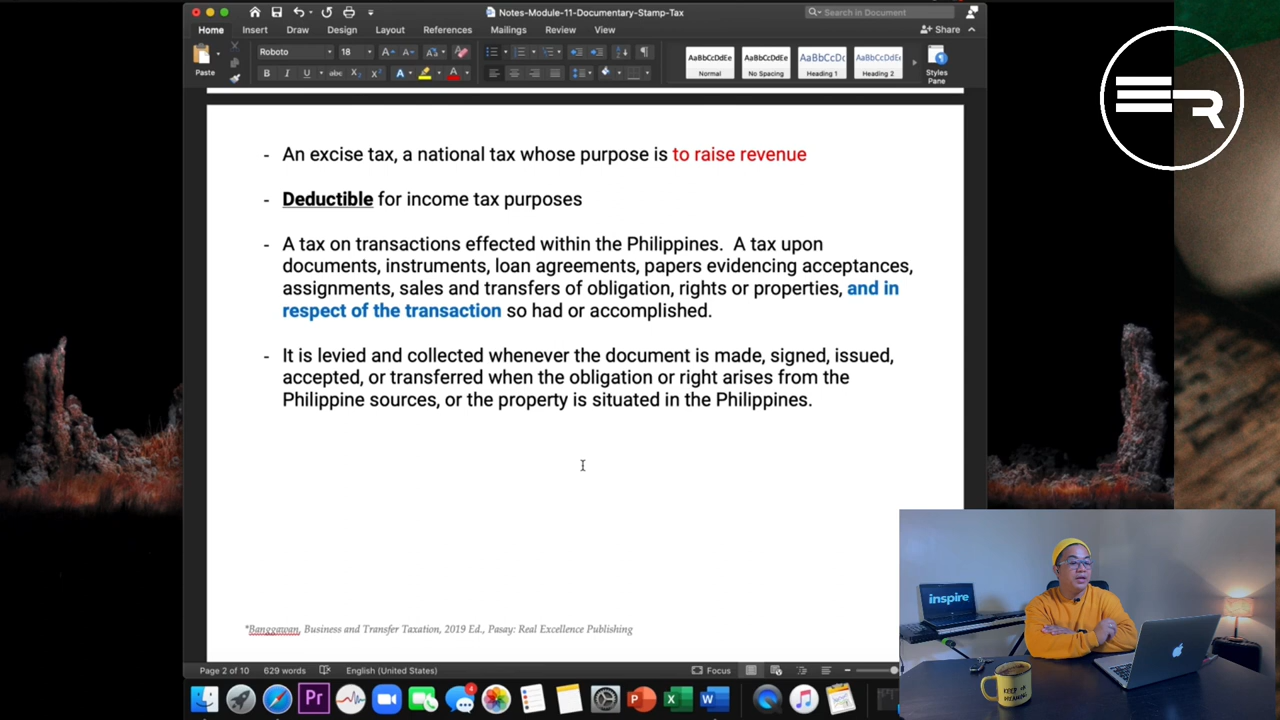 Notes-Module-11-Documentary-Stamp-Tax
Search in Document
Home Insert Draw Design Layout References Mailings Review View Share
Paste
Roboto 18
AaBbCcDdEe AaBbCcDdEe AaBbCcDc AaBbCcDdEe
Normal No Spacing Heading 1 Heading 2
Styles
Pane
ER
- An excise tax, a national tax whose purpose is to raise revenue
- Deductible for income tax purposes
- A tax on transactions effected within the Philippines. A tax upon
documents, instruments, loan agreements, papers evidencing acceptances,
assignments, sales and transfers of obligation, rights or properties, and in
respect of the transaction so had or accomplished.
- It is levied and collected whenever the document is made, signed, issued,
accepted, or transferred when the obligation or right arises from the
Philippine sources, or the property is situated in the Philippines.
*Banggawan, Business and Transfer Taxation, 2019 Ed., Pasay: Real Excellence Publishing
Page 2 of 10 629 words English (United States) Focus
inspire
KEEP ON
DREAMING